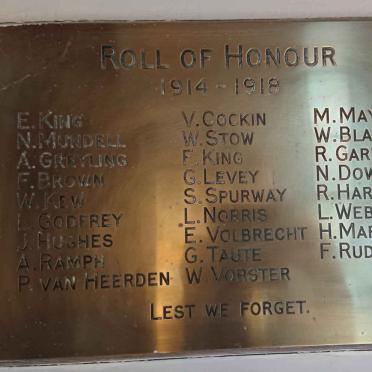 ROLL OF HONOUR
1914 - 1918
E. KING V. COCKIN M. MAY
N. MUNDELL W. STOW W. BLA
A. GREYLING F. KING R. GAR
F. BROWN G. LEVEY N. DOW
W. KEW S. SPURWAY R. HAR
L. GODFREY L. NORRIS L. WEB
J. HUGHES E. VOLBRECHT H. MAR
A. RAMPH G. TAUTE F. RUD
P. VAN HEERDEN W. VORSTER
LEST WE FORGET.